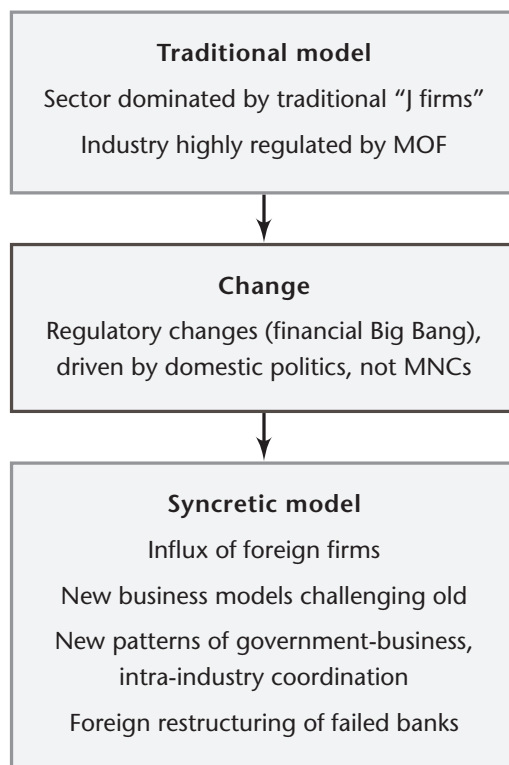 Traditional model
Sector dominated by traditional “J firms”
Industry highly regulated by MOF
Change
Regulatory changes (financial Big Bang),
driven by domestic politics, not MNCs
Syncretic model
Influx of foreign firms
New business models challenging old
New patterns of government-business,
intra-industry coordination
Foreign restructuring of failed banks